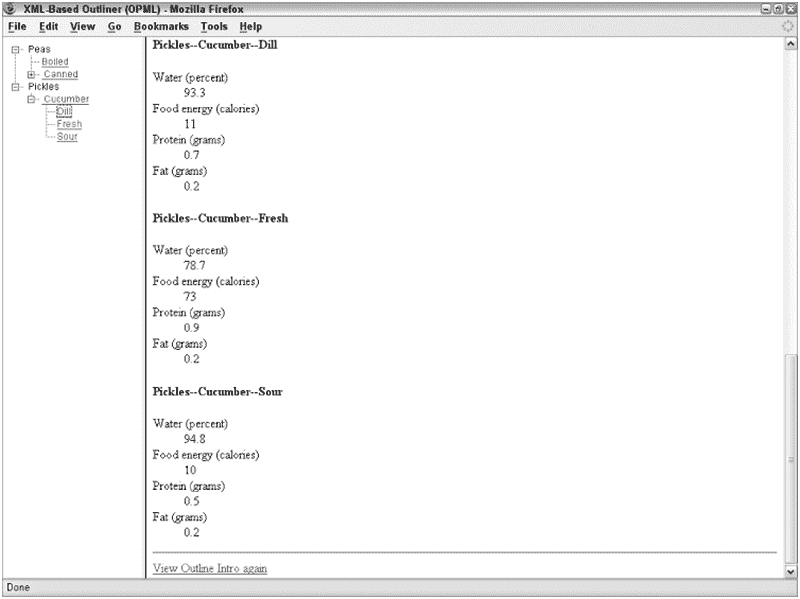 XML-Based Outliner (OPML) - Mozilla Firefox
File Edit View Go Bookmarks Tools Help
Peas
Boiled
Canned
Pickles
Cucumber
Dill
Fresh
Sour
Pickles--Cucumber--Dill
Water (percent)
93.3
Food energy (calories)
11
Protein (grams)
0.7
Fat (grams)
0.2
Pickles--Cucumber--Fresh
Water (percent)
78.7
Food energy (calories)
73
Protein (grams)
0.9
Fat (grams)
0.2
Pickles--Cucumber--Sour
Water (percent)
94.8
Food energy (calories)
10
Protein (grams)
0.5
Fat (grams)
0.2
View Outline Intro again
Done